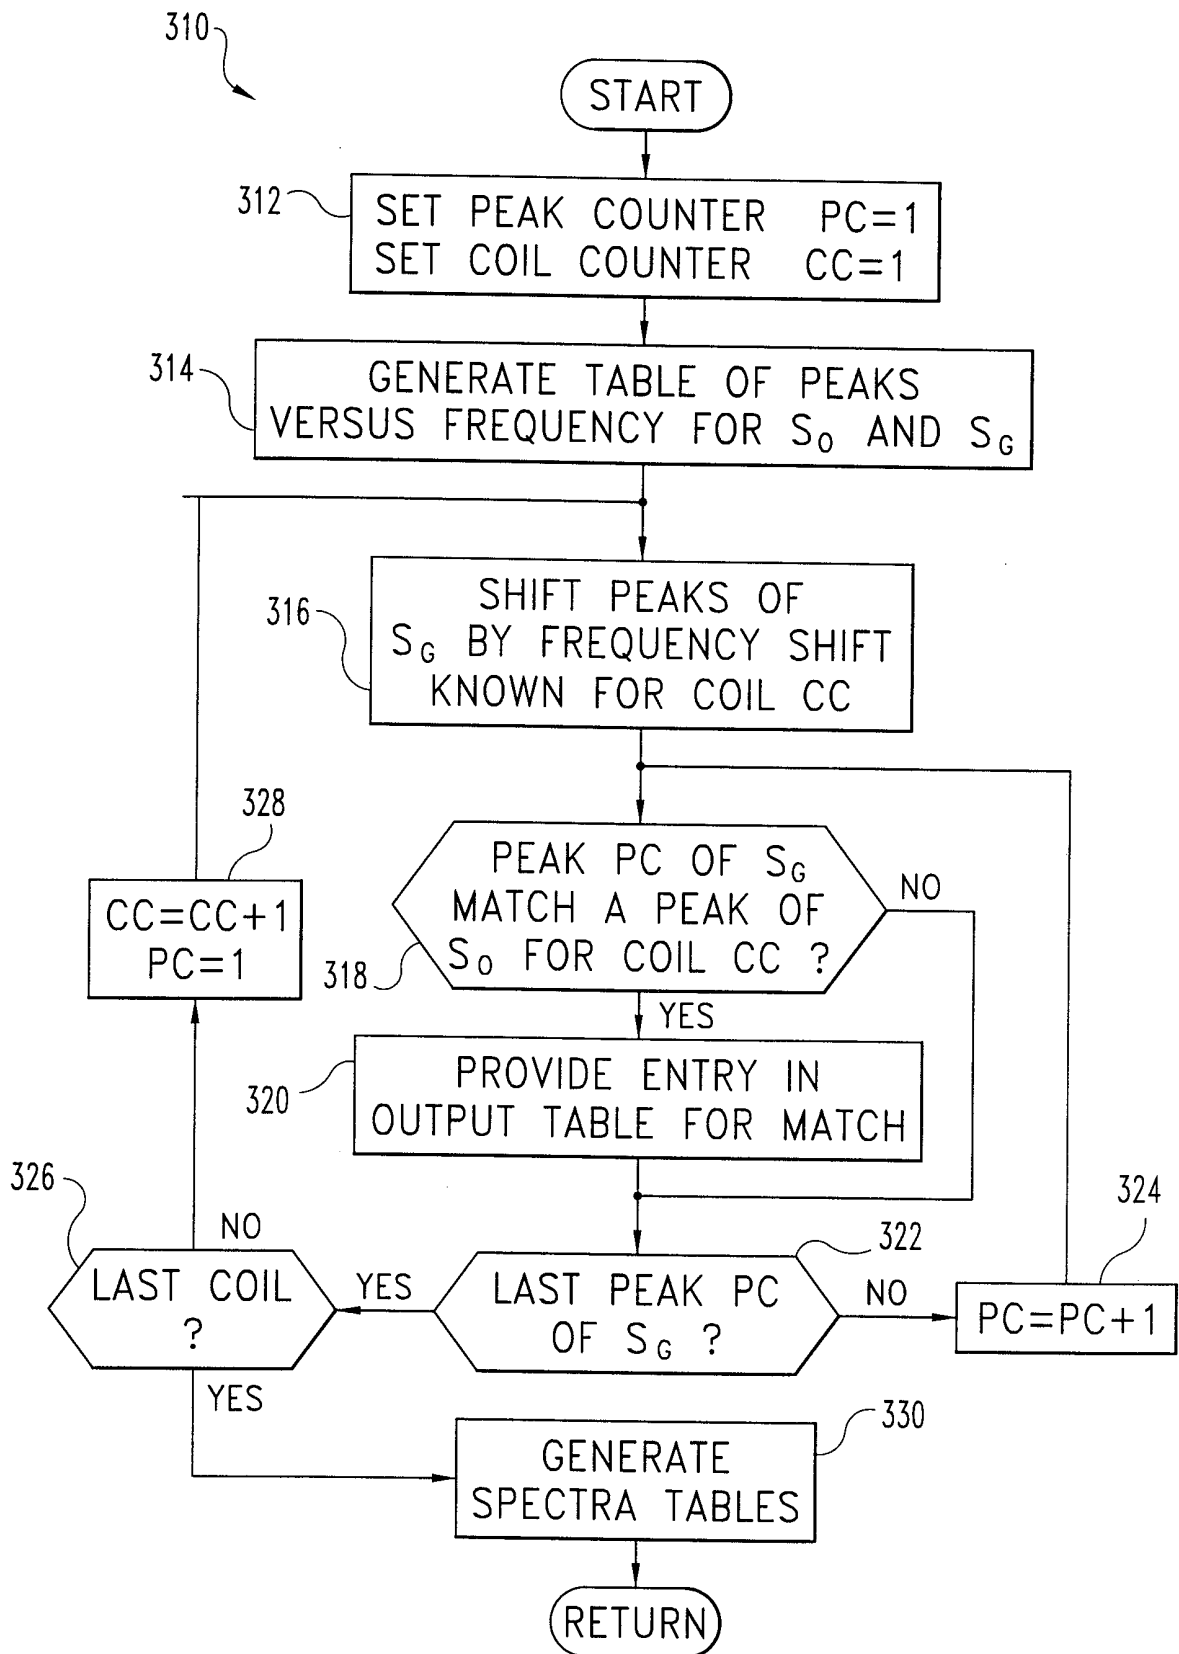 310
START
312
SET PEAK COUNTER PC=1
SET COIL COUNTER CC=1
314
GENERATE TABLE OF PEAKS
VERSUS FREQUENCY FOR S₀ AND S_G
316
SHIFT PEAKS OF
S_G BY FREQUENCY SHIFT
KNOWN FOR COIL CC
328
CC=CC+1
PC=1
318
PEAK PC OF S_G
MATCH A PEAK OF
S₀ FOR COIL CC ?
NO
YES
320
PROVIDE ENTRY IN
OUTPUT TABLE FOR MATCH
326
NO
LAST COIL
?
YES
YES
322
LAST PEAK PC
OF S_G ?
NO
324
PC=PC+1
330
GENERATE
SPECTRA TABLES
RETURN